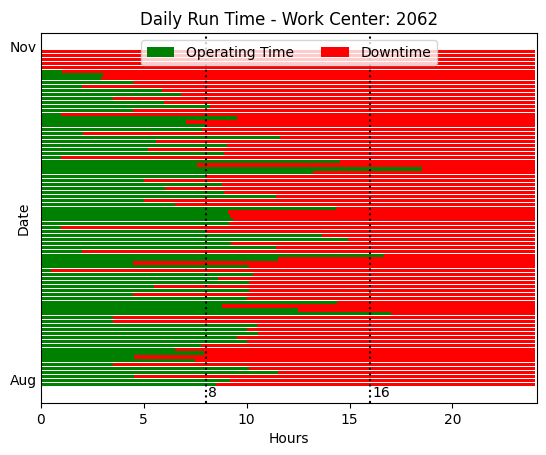 Daily Run Time - Work Center: 2062
Operating Time
Downtime
Nov
Date
Aug
8
16
0
5
10
15
20
Hours